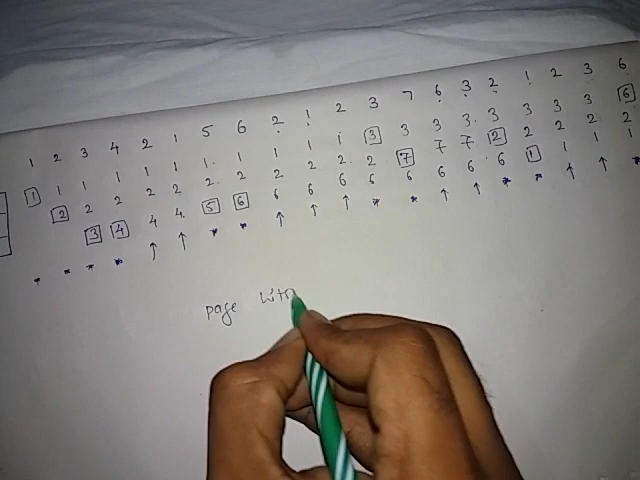 1 2 3 4 2 1 5 6 2 1 2 3 7 6 3 2 1 2 3 6
1 1 1 1 1 1 1 1 1 1 1 3 3 3 3 3 3 3 3 6
2 2 2 2 2 2 2 2 2 2 2 7 7 7 2 2 2 2 2
3 4 4 4 5 6 6 6 6 6 6 6 6 6 1 1 1 1
* * * * ↑ ↑ * * ↑ ↑ ↑ * * ↑ ↑ * * ↑ ↑ *
page